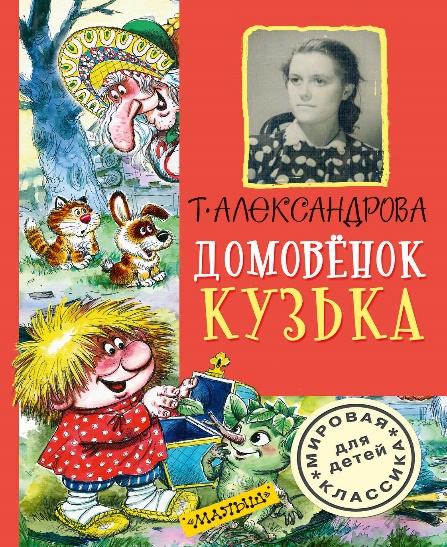 Т. АЛЕКСАНДРОВА
ДОМОВЁНОК
КУЗЬКА
МИРОВАЯ
для
детей
КЛАССИКА
«МАЛЫШ»